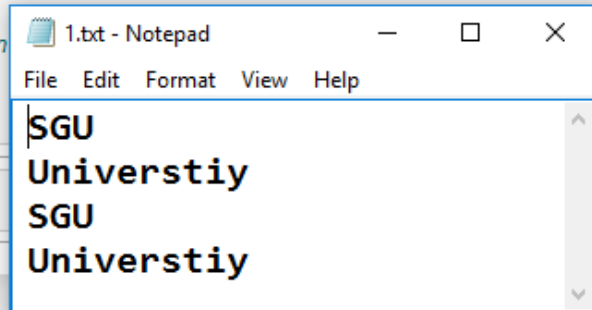 1.txt - Notepad
File Edit Format View Help
SGU
Universtiy
SGU
Universtiy